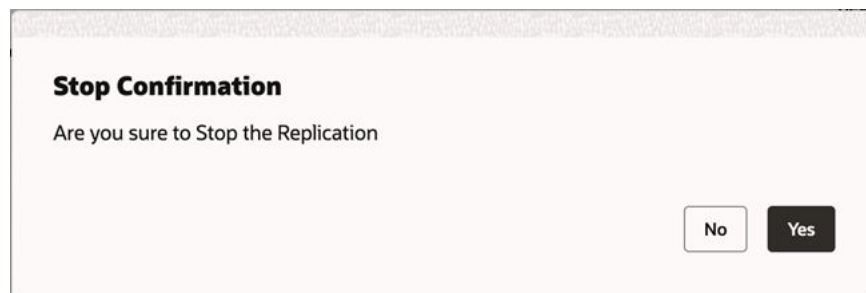 Stop Confirmation
Are you sure to Stop the Replication
No Yes